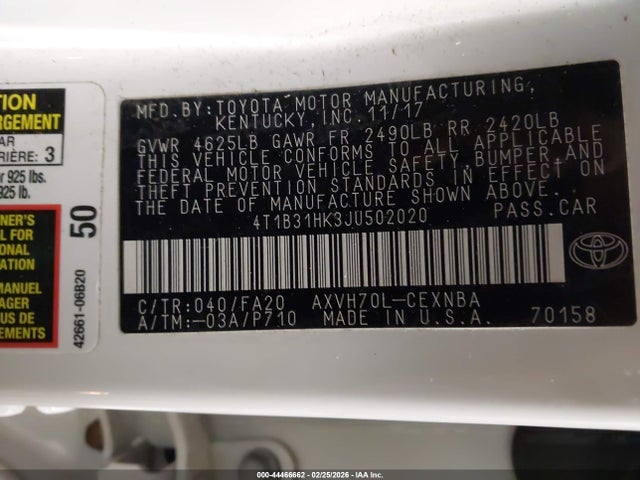 TION
RGEMENT
AR
RIÈRE: 3
r 925 lbs.
925 lb.
NER'S
L FOR
ONAL
ATION
MANUEL
AGER
US DE
EMENTS
50
42661-06B20
MFD. BY: TOYOTA MOTOR MANUFACTURING,
KENTUCKY, INC. 11/17
GVWR 4625LB GAWR FR 2490LB RR 2420LB
THIS VEHICLE CONFORMS TO ALL APPLICABLE
FEDERAL MOTOR VEHICLE SAFETY, BUMPER, AND
THEFT PREVENTION STANDARDS IN EFFECT ON
THE DATE OF MANUFACTURE SHOWN ABOVE.
4T1B31HK3JU502020 PASS. CAR
C/TR: 040/FA20 AXVH70L-CEXNBA
A/TM: -03A/P710 MADE IN U.S.A. 70158
TOYOTA
000-44466662 - 02/25/2026 - IAA Inc.